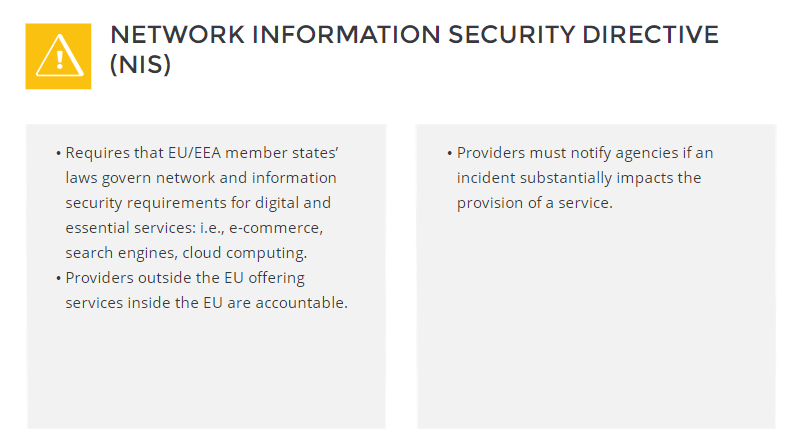 NETWORK INFORMATION SECURITY DIRECTIVE
(NIS)
• Requires that EU/EEA member states’
laws govern network and information
security requirements for digital and
essential services: i.e., e-commerce,
search engines, cloud computing.
• Providers outside the EU offering
services inside the EU are accountable.
• Providers must notify agencies if an
incident substantially impacts the
provision of a service.